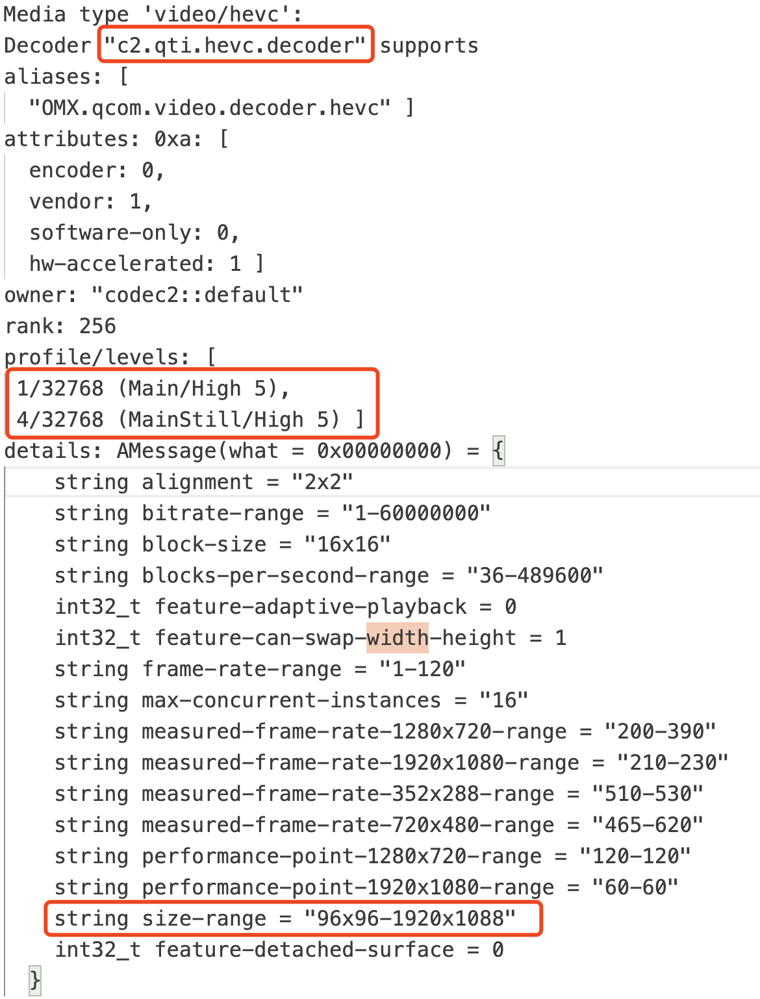 Media type 'video/hevc':
Decoder "c2.qti.hevc.decoder" supports
aliases: [
"OMX.qcom.video.decoder.hevc" ]
attributes: 0xa: [
encoder: 0,
vendor: 1,
software-only: 0,
hw-accelerated: 1 ]
owner: "codec2::default"
rank: 256
profile/levels: [
1/32768 (Main/High 5),
4/32768 (MainStill/High 5) ]
details: AMessage(what = 0x00000000) = {
string alignment = "2x2"
string bitrate-range = "1-60000000"
string block-size = "16x16"
string blocks-per-second-range = "36-489600"
int32_t feature-adaptive-playback = 0
int32_t feature-can-swap-width-height = 1
string frame-rate-range = "1-120"
string max-concurrent-instances = "16"
string measured-frame-rate-1280x720-range = "200-390"
string measured-frame-rate-1920x1080-range = "210-230"
string measured-frame-rate-352x288-range = "510-530"
string measured-frame-rate-720x480-range = "465-620"
string performance-point-1280x720-range = "120-120"
string performance-point-1920x1080-range = "60-60"
string size-range = "96x96-1920x1088"
int32_t feature-detached-surface = 0
}